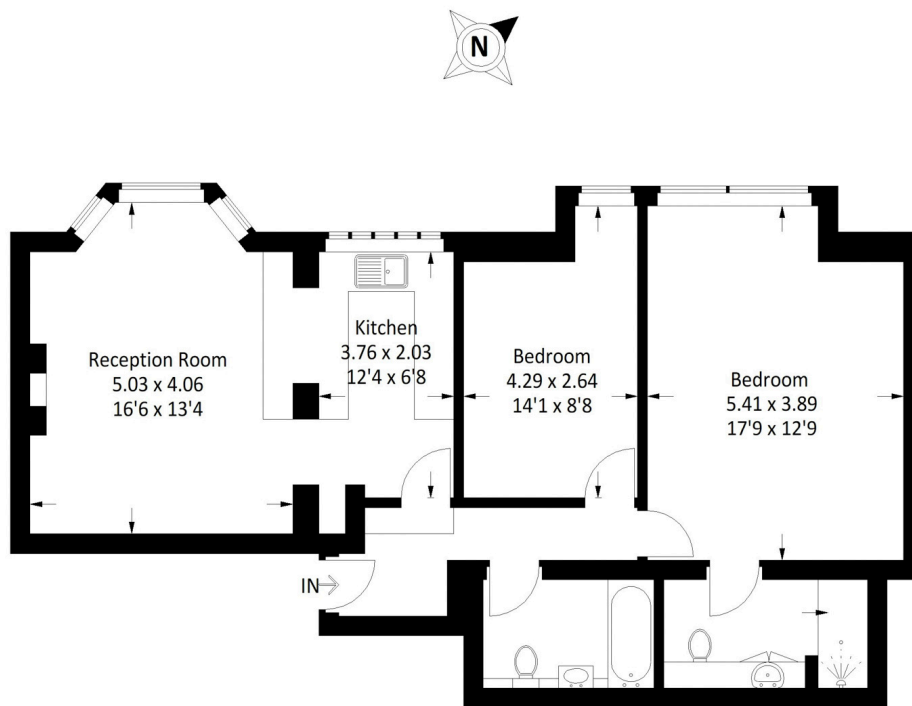 N
Reception Room
5.03 x 4.06
16'6 x 13'4
Kitchen
3.76 x 2.03
12'4 x 6'8
Bedroom
4.29 x 2.64
14'1 x 8'8
Bedroom
5.41 x 3.89
17'9 x 12'9
IN